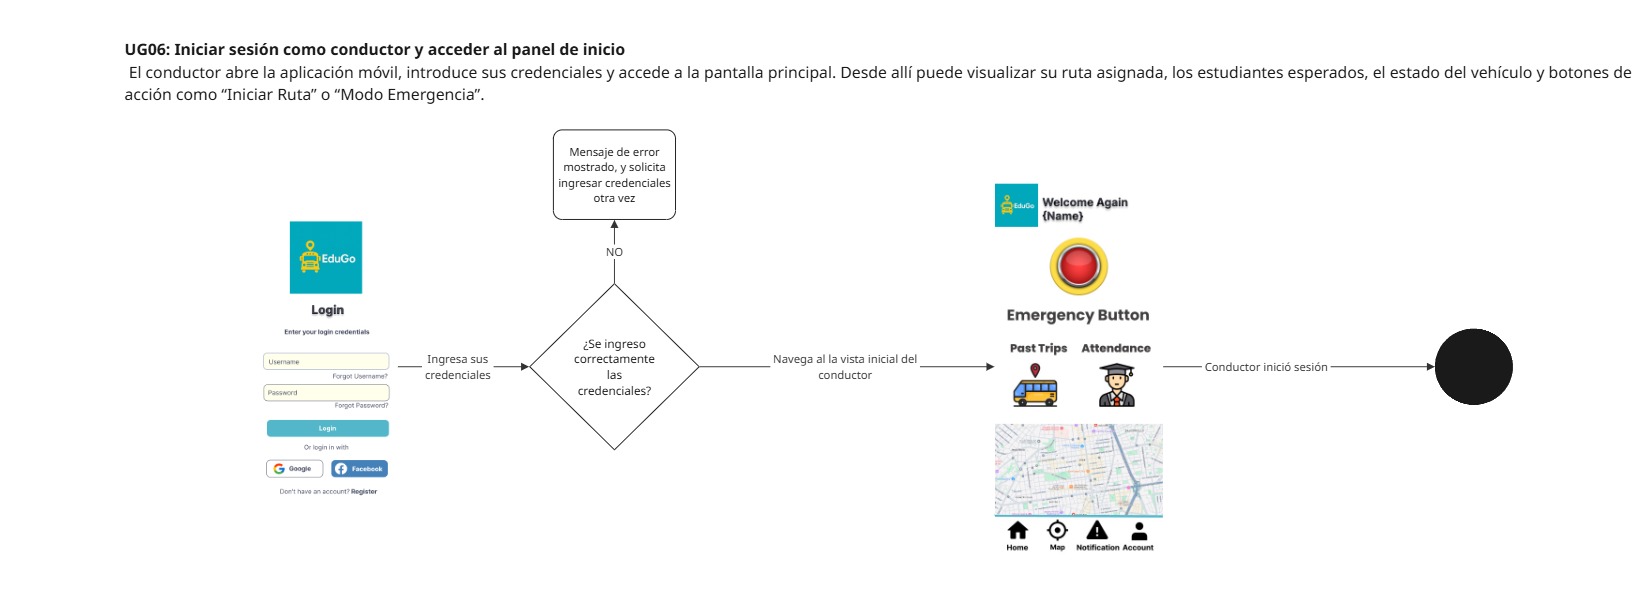 UG06: Iniciar sesión como conductor y acceder al panel de inicio
El conductor abre la aplicación móvil, introduce sus credenciales y accede a la pantalla principal. Desde allí puede visualizar su ruta asignada, los estudiantes esperados, el estado del vehículo y botones de
acción como “Iniciar Ruta” o “Modo Emergencia”.
Mensaje de error
mostrado, y solicita
ingresar credenciales
otra vez
NO
EduGo
Login
Enter your login credentials
Username
Forgot Username?
Password
Forgot Password?
Login
Or login in with
Google
Facebook
Don't have an account? Register
Ingresa sus
credenciales
¿Se ingreso
correctamente
las
credenciales?
Navega al la vista inicial del
conductor
EduGo
Welcome Again
{Name}
Emergency Button
Past Trips
Attendance
Home
Map
Notification
Account
Conductor inició sesión